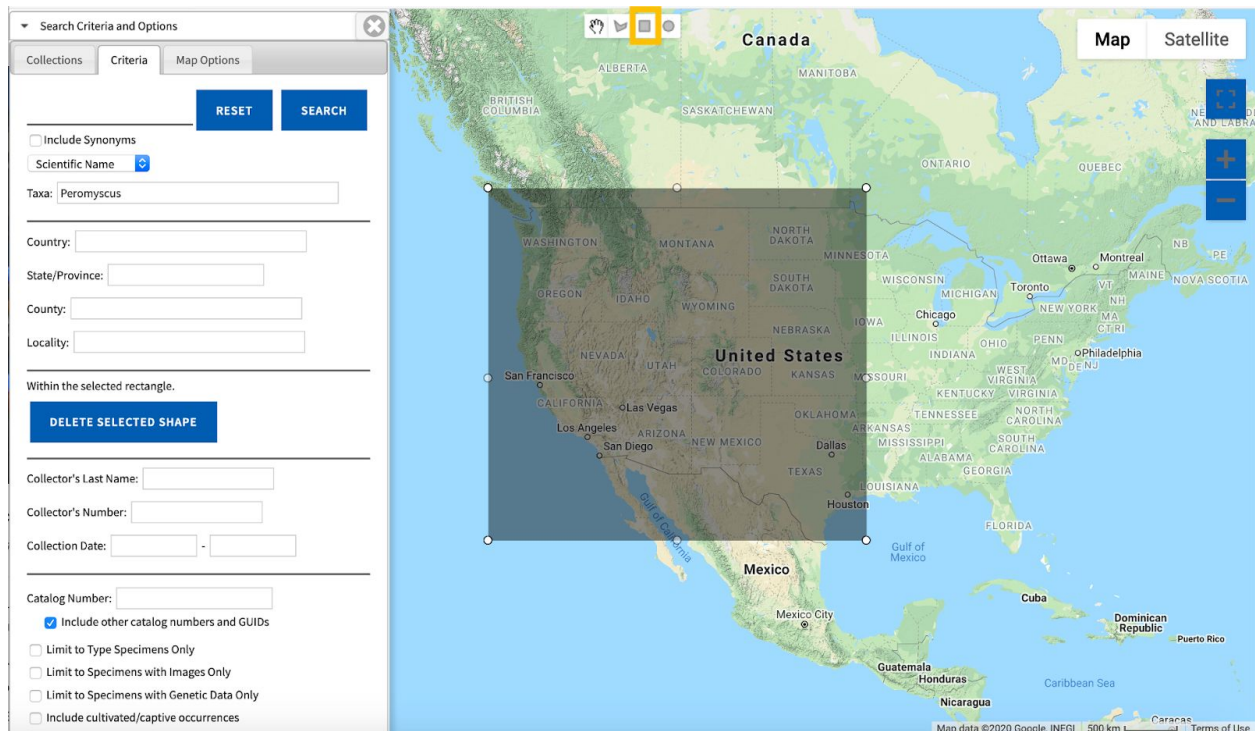 Search Criteria and Options
Collections Criteria Map Options
RESET SEARCH
Include Synonyms
Scientific Name
Taxa: Peromyscus
Country:
State/Province:
County:
Locality:
Within the selected rectangle.
DELETE SELECTED SHAPE
Collector's Last Name:
Collector's Number:
Collection Date: -
Catalog Number:
Include other catalog numbers and GUIDs
Limit to Type Specimens Only
Limit to Specimens with Images Only
Limit to Specimens with Genetic Data Only
Include cultivated/captive occurrences
Map Satellite
Canada
ALBERTA
MANITOBA
BRITISH
COLUMBIA
SASKATCHEWAN
AND LABRA
ONTARIO
QUEBEC
WASHINGTON
MONTANA
NORTH
DAKOTA
MINNESOTA
Ottawa
Montreal
NB
PE
MAINE
NOVA SCOTIA
SOUTH
DAKOTA
WISCONSIN
MICHIGAN
Toronto
VT
NH
OREGON
IDAHO
WYOMING
NEW YORK
MA
CT RI
Chicago
IOWA
NEBRASKA
ILLINOIS
INDIANA
OHIO
PENN
Philadelphia
MD
DE NJ
NEVADA
UTAH
United States
COLORADO
KANSAS
MISSOURI
WEST
VIRGINIA
KENTUCKY
VIRGINIA
San Francisco
CALIFORNIA
Las Vegas
OKLAHOMA
TENNESSEE
NORTH
CAROLINA
Los Angeles
ARIZONA
NEW MEXICO
ARKANSAS
MISSISSIPPI
SOUTH
CAROLINA
San Diego
Dallas
ALABAMA
TEXAS
GEORGIA
LOUISIANA
Houston
Gulf of California
FLORIDA
Gulf of
Mexico
Mexico
Mexico City
Cuba
Dominican
Republic
Puerto Rico
Guatemala
Honduras
Caribbean Sea
Nicaragua
Caracas
Map data ©2020 Google, INEGI 500 km Terms of Use